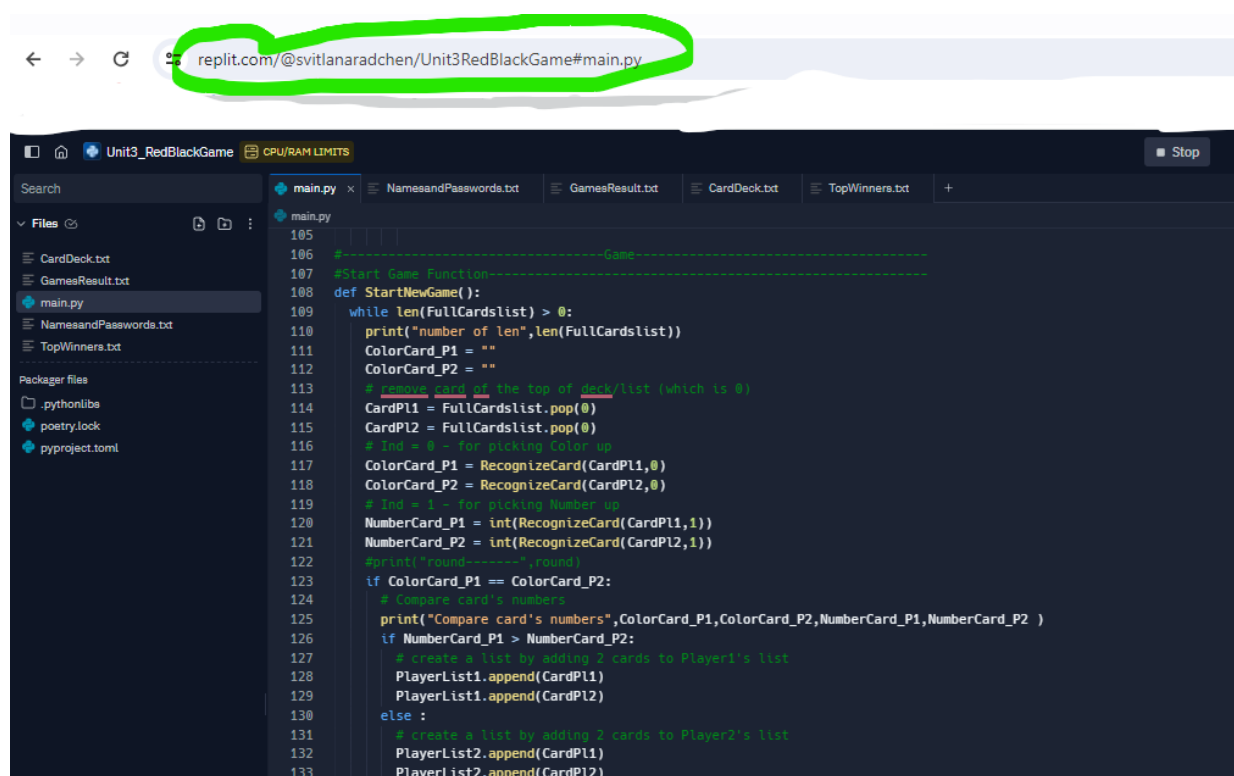 replit.com/@svitlanaradchen/Unit3RedBlackGame#main.py
Unit3_RedBlackGame CPU/RAM LIMITS Stop
Search
Files
CardDeck.txt
GamesResult.txt
main.py
NamesandPasswords.txt
TopWinners.txt
Packager files
.pythonlibs
poetry.lock
pyproject.toml
main.py × NamesandPasswords.txt GamesResult.txt CardDeck.txt TopWinners.txt +
main.py
105
106 #----------------------------------Game--------------------------------------
107 #Start Game Function---------------------------------------------------------
108 def StartNewGame():
109 while len(FullCardslist) > 0:
110 print("number of len",len(FullCardslist))
111 ColorCard_P1 = ""
112 ColorCard_P2 = ""
113 # remove card of the top of deck/list (which is 0)
114 CardPl1 = FullCardslist.pop(0)
115 CardPl2 = FullCardslist.pop(0)
116 # Ind = 0 - for picking Color up
117 ColorCard_P1 = RecognizeCard(CardPl1,0)
118 ColorCard_P2 = RecognizeCard(CardPl2,0)
119 # Ind = 1 - for picking Number up
120 NumberCard_P1 = int(RecognizeCard(CardPl1,1))
121 NumberCard_P2 = int(RecognizeCard(CardPl2,1))
122 #print("round-------",round)
123 if ColorCard_P1 == ColorCard_P2:
124 # Compare card's numbers
125 print("Compare card's numbers",ColorCard_P1,ColorCard_P2,NumberCard_P1,NumberCard_P2 )
126 if NumberCard_P1 > NumberCard_P2:
127 # create a list by adding 2 cards to Player1's list
128 PlayerList1.append(CardPl1)
129 PlayerList1.append(CardPl2)
130 else :
131 # create a list by adding 2 cards to Player2's list
132 PlayerList2.append(CardPl1)
133 PlayerList2.append(CardPl2)